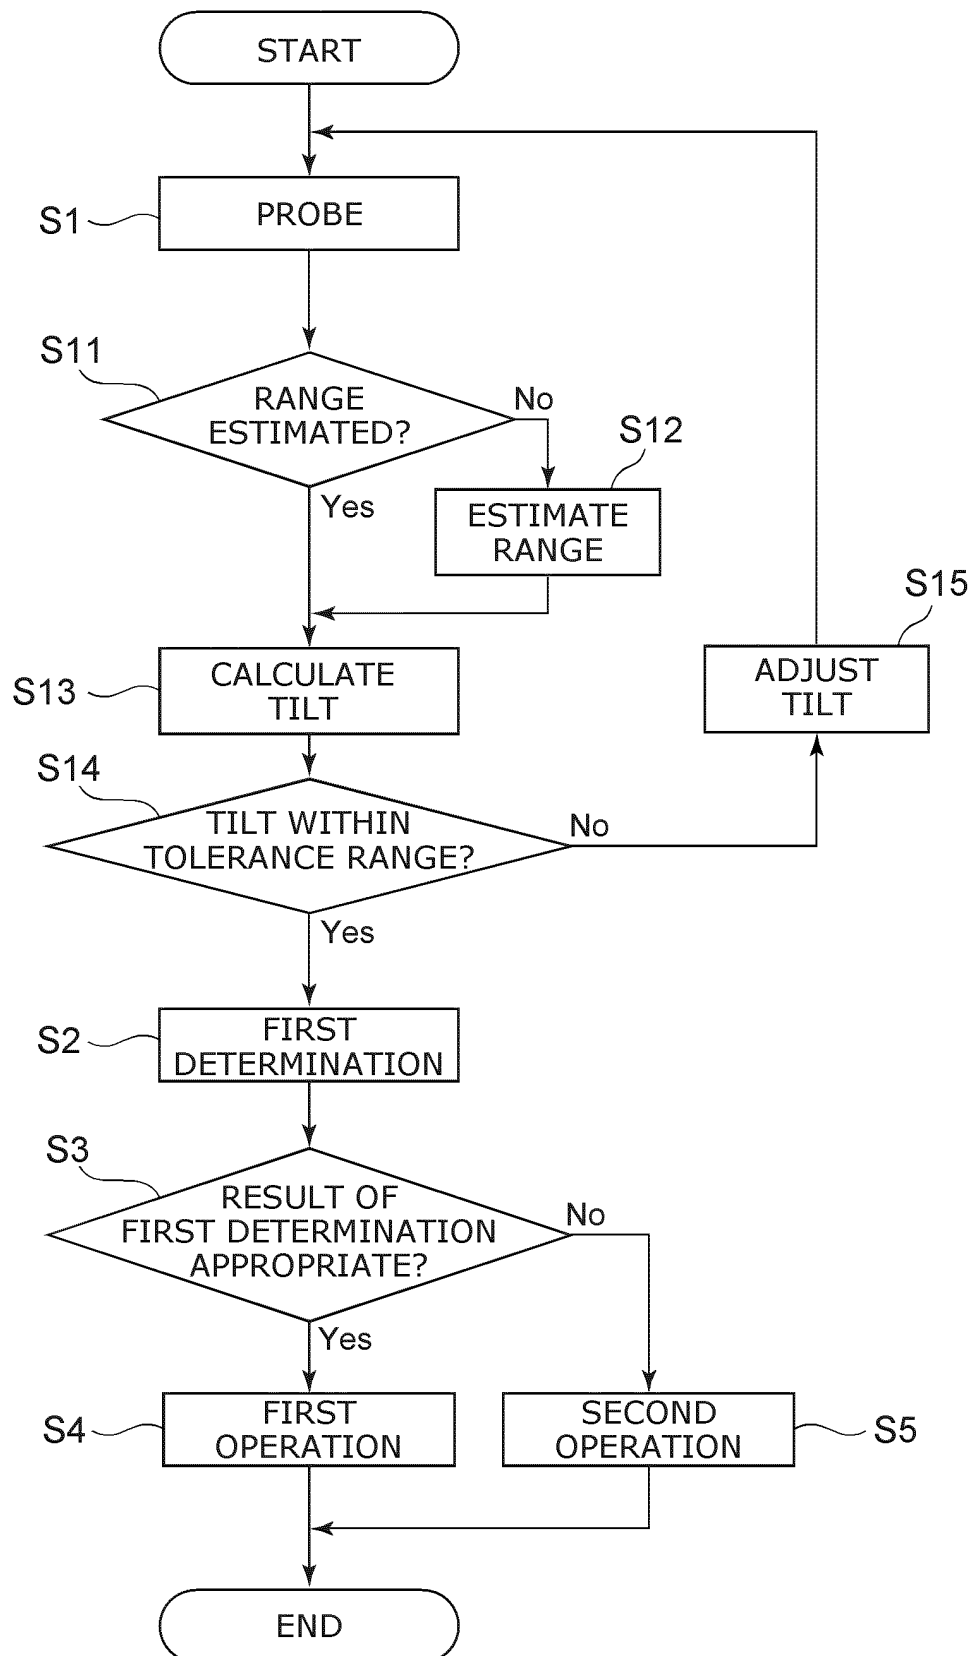 START
S1
PROBE
S11
RANGE
ESTIMATED?
No
S12
Yes
ESTIMATE
RANGE
S15
S13
CALCULATE
TILT
ADJUST
TILT
S14
TILT WITHIN
TOLERANCE RANGE?
No
Yes
S2
FIRST
DETERMINATION
S3
RESULT OF
FIRST DETERMINATION
APPROPRIATE?
No
Yes
S4
FIRST
OPERATION
SECOND
OPERATION
S5
END